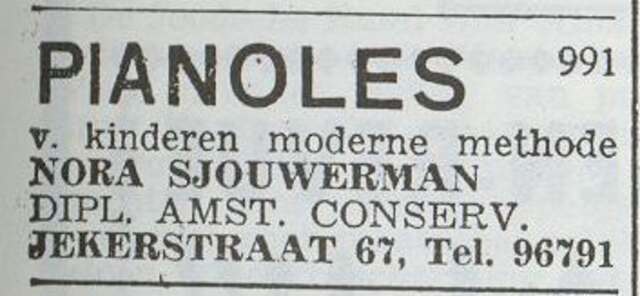 PIANOLES 991
v. kinderen moderne methode
NORA SJOUWERMAN
DIPL. AMST. CONSERV.
JEKERSTRAAT 67, Tel. 96791